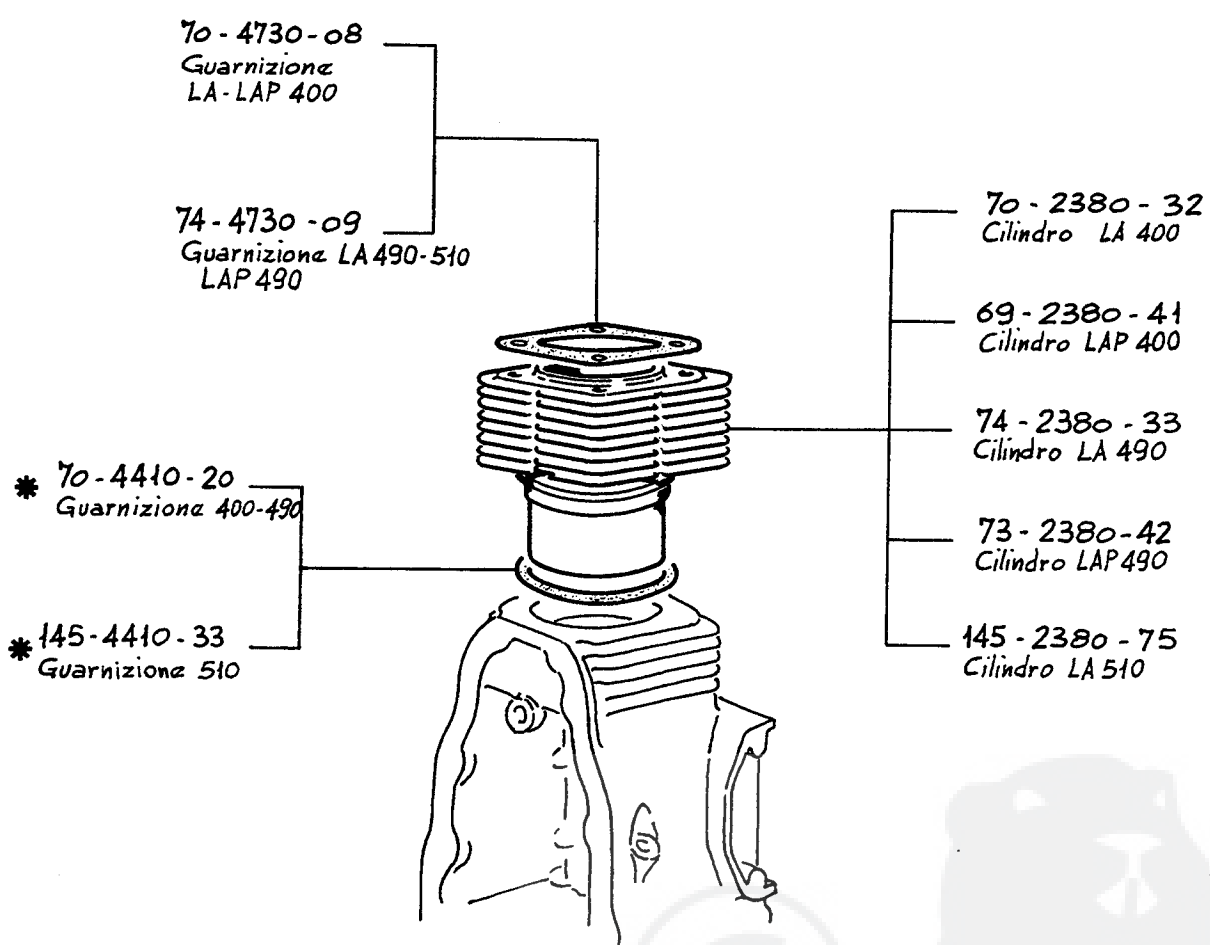 70-4730-08
Guarnizione
LA-LAP 400
74-4730-09
Guarnizione LA 490-510
LAP 490
✱ 70-4410-20
Guarnizione 400-490
✱ 145-4410-33
Guarnizione 510
70-2380-32
Cilindro LA 400
69-2380-41
Cilindro LAP 400
74-2380-33
Cilindro LA 490
73-2380-42
Cilindro LAP 490
145-2380-75
Cilindro LA 510